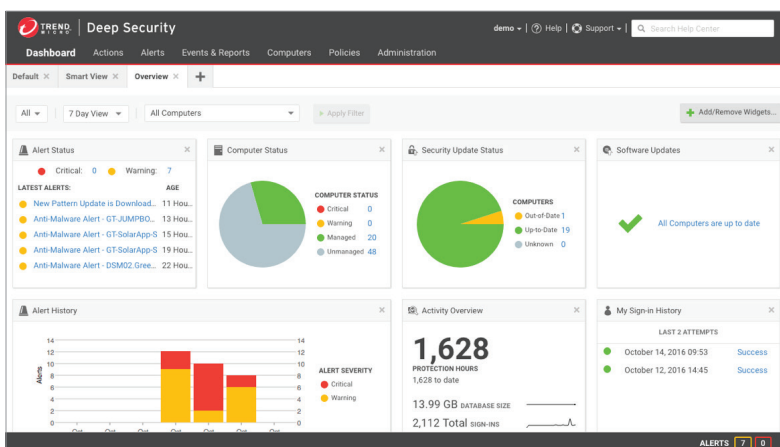 TREND MICRO Deep Security
demo Help Support Search Help Center
Dashboard Actions Alerts Events & Reports Computers Policies Administration
Default Smart View Overview
All 7 Day View All Computers Apply Filter Add/Remove Widgets...
Alert Status
Critical: 0 Warning: 7
LATEST ALERTS: AGE
New Pattern Update is Download... 11 Hou...
Anti-Malware Alert - GT-JUMPBO... 13 Hou...
Anti-Malware Alert - GT-SolarApp-S 15 Hou...
Anti-Malware Alert - GT-SolarApp-S 19 Hou...
Anti-Malware Alert - DSM02.Gree... 22 Hou...
Computer Status
COMPUTER STATUS
Critical 0
Warning 0
Managed 20
Unmanaged 48
Security Update Status
COMPUTERS
Out-of-Date 1
Up-to-Date 19
Unknown 0
Software Updates
All Computers are up to date
Alert History
14 14
12 12
10 10
8 8
6 6
4 4
2 2
0 0
Alerts
Oct Oct Oct Oct Oct Oct Oct
ALERT SEVERITY
Critical
Warning
Activity Overview
1,628
PROTECTION HOURS
1,628 to date
13.99 GB DATABASE SIZE
2,112 Total SIGN-INS
My Sign-in History
LAST 2 ATTEMPTS
October 14, 2016 09:53 Success
October 12, 2016 14:45 Success
ALERTS 7 0